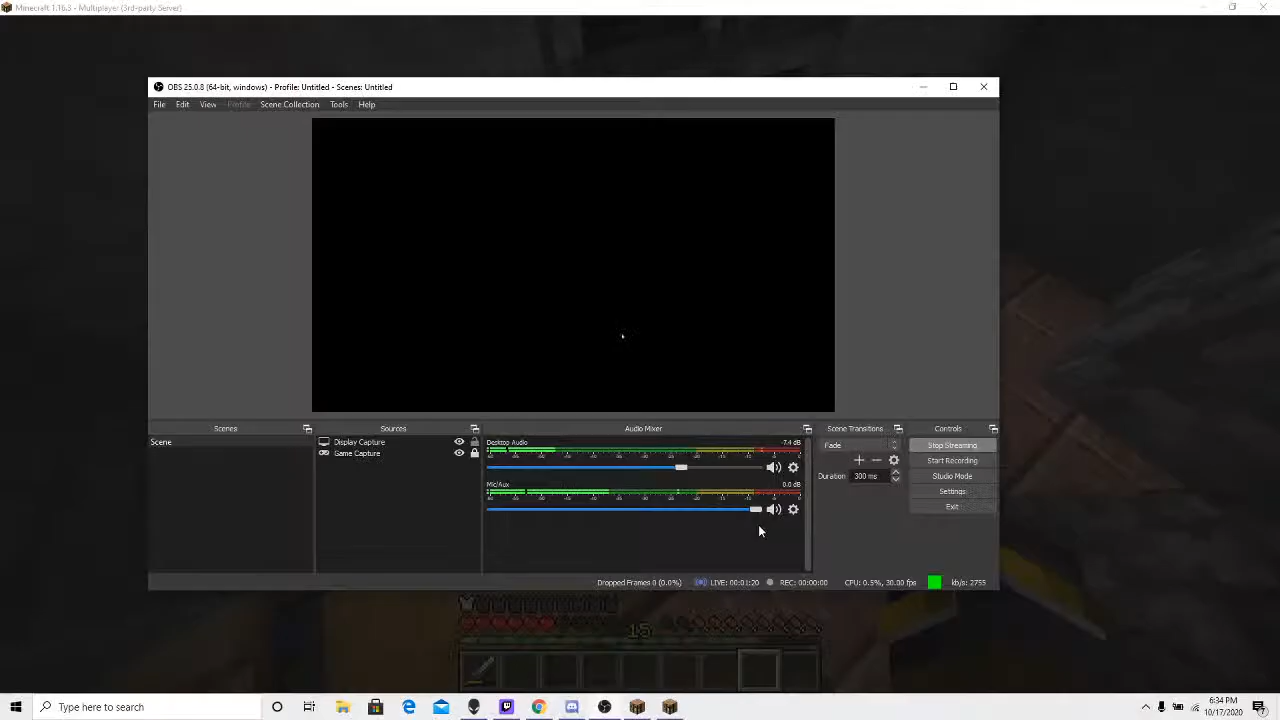 Minecraft 1.16.3 - Multiplayer (3rd-party Server)
OBS 25.0.8 (64-bit, windows) - Profile: Untitled - Scenes: Untitled
File Edit View Profile Scene Collection Tools Help
Scenes Sources Audio Mixer Scene Transitions Controls
Scene
Display Capture
Game Capture
Desktop Audio -7.4 dB
Mic/Aux 0.0 dB
Fade
Duration 300 ms
Stop Streaming
Start Recording
Studio Mode
Settings
Exit
Dropped Frames 0 (0.0%) LIVE: 00:01:20 REC: 00:00:00 CPU: 0.5%, 30.00 fps kb/s: 2755
15
Type here to search
6:34 PM
10/17/2020